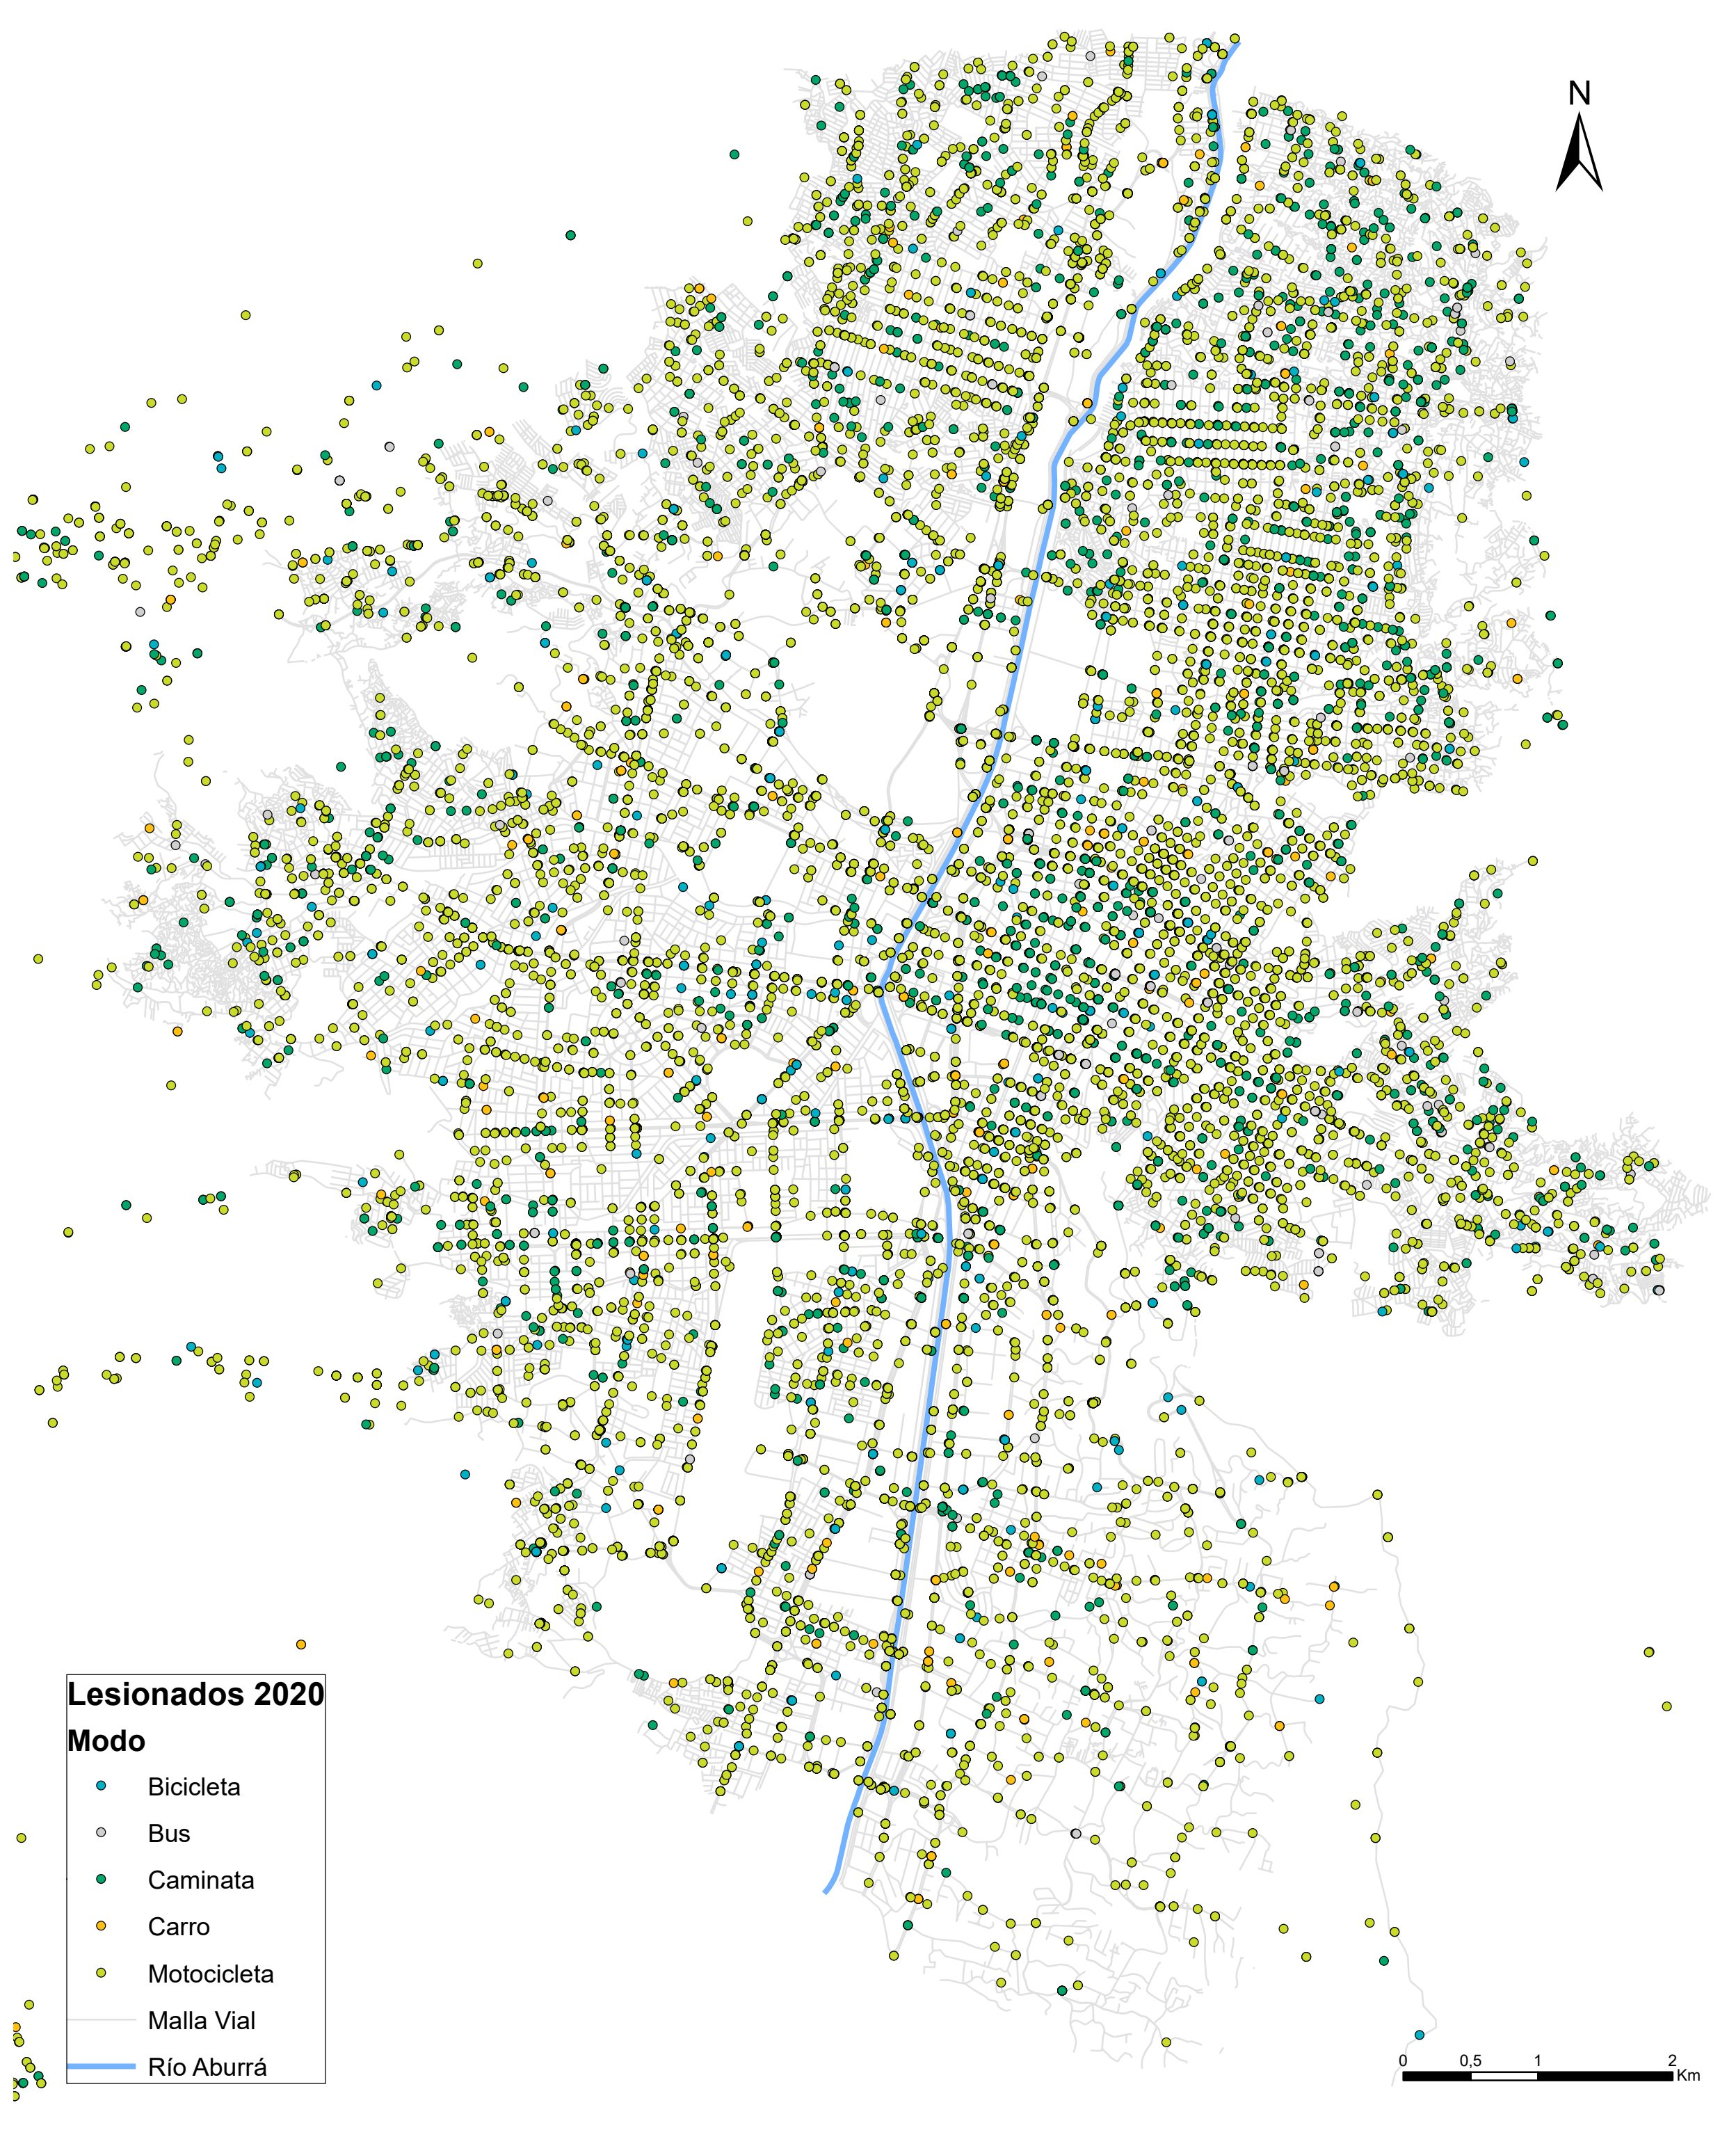 N
Lesionados 2020
Modo
Bicicleta
Bus
Caminata
Carro
Motocicleta
Malla Vial
Río Aburrá
0 0,5 1 2
Km